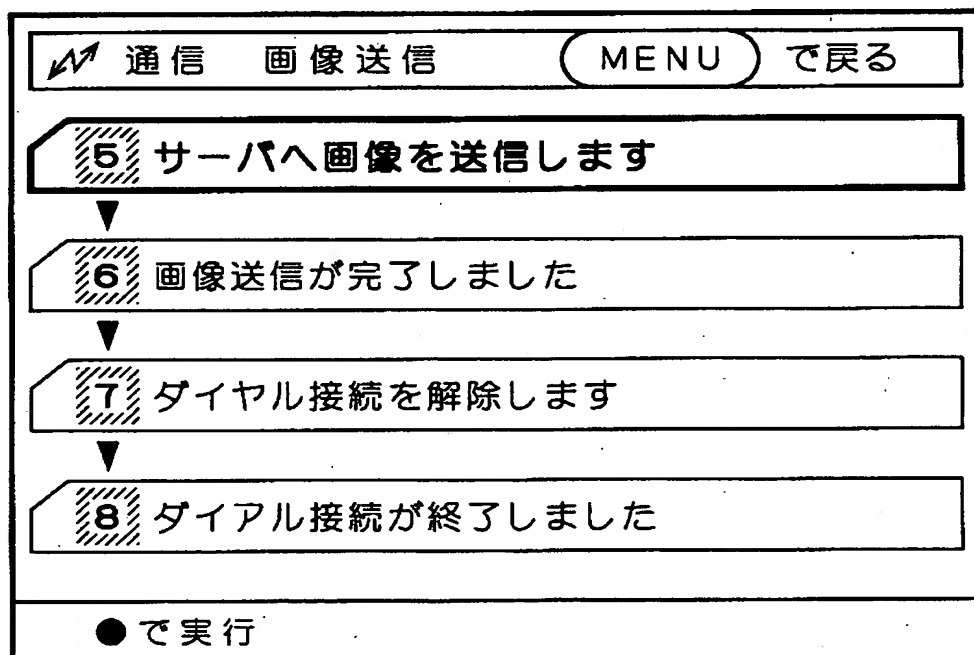 通信 画像送信 MENU で戻る
5 サーバへ画像を送信します
6 画像送信が完了しました
7 ダイヤル接続を解除します
8 ダイアル接続が終了しました
●で実行